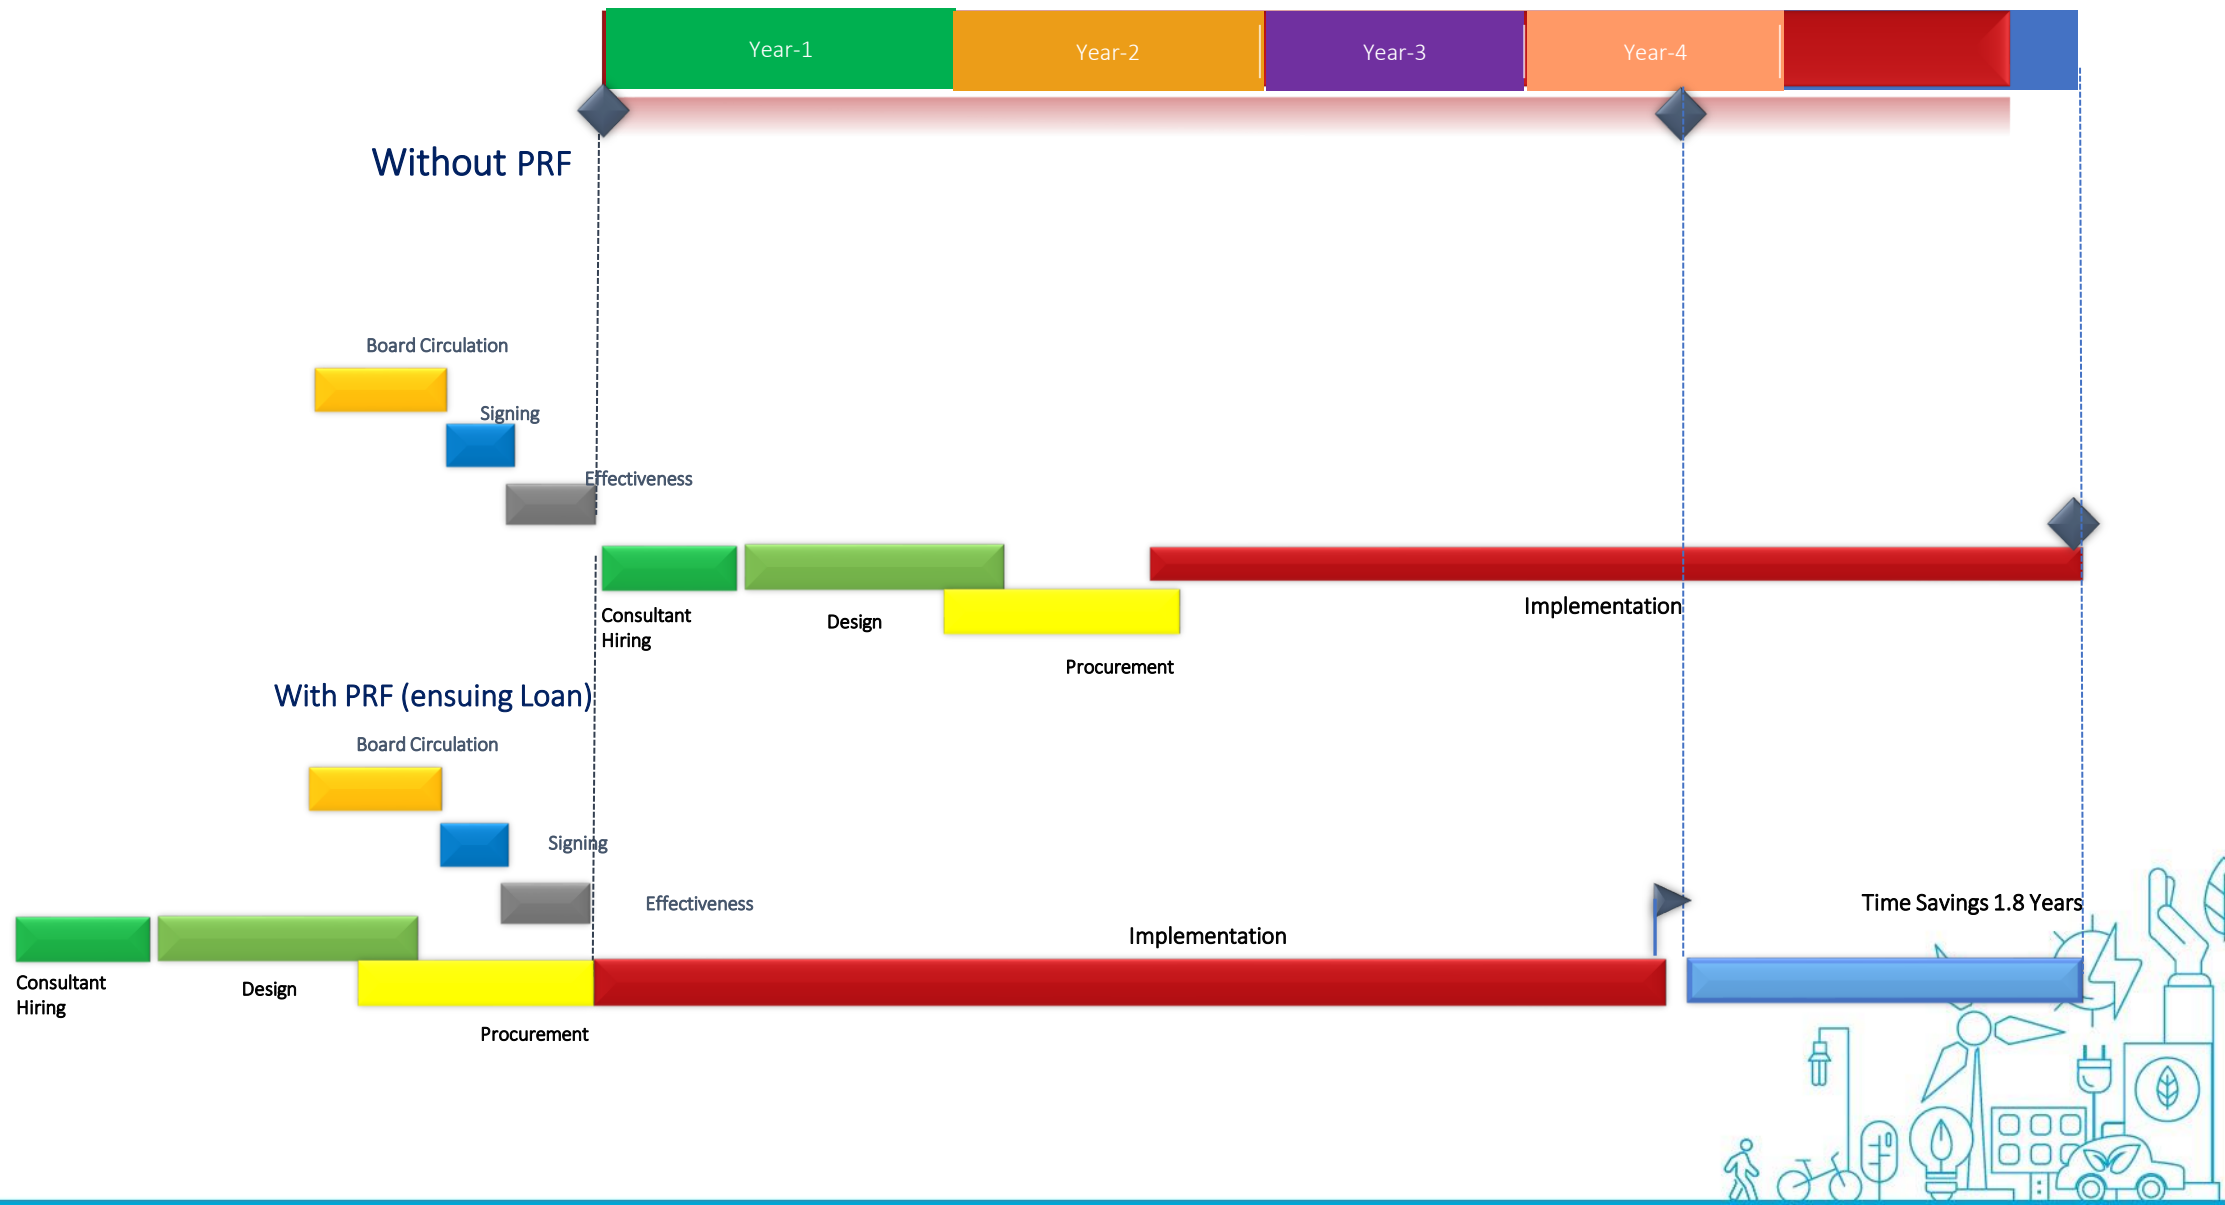 Year-1
Year-2
Year-3
Year-4
Without PRF
Board Circulation
Signing
Effectiveness
Consultant
Hiring
Design
Implementation
Procurement
With PRF (ensuing Loan)
Board Circulation
Signing
Effectiveness
Time Savings 1.8 Years
Implementation
Consultant
Hiring
Design
Procurement